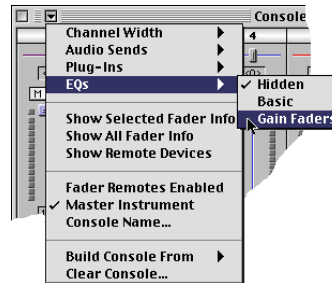 Console
Channel Width
4
Audio Sends
Plug-Ins
EQs
Hidden
Basic
Gain Faders
M
Show Selected Fader Info
Show All Fader Info
Show Remote Devices
Fader Remotes Enabled
Master Instrument
Console Name...
Build Console From
Clear Console...